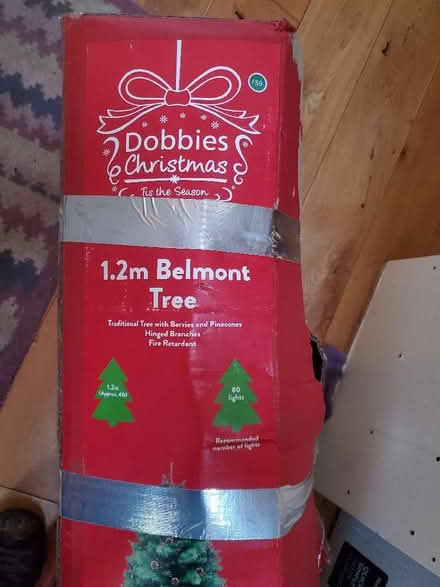 £59
Dobbies
Christmas
Tis the Season
1.2m Belmont
Tree
Traditional Tree with Berries and Pinecones
Hinged Branches
Fire Retardant
1.2m
(Approx. 4ft)
80
lights
Recommended
number of lights